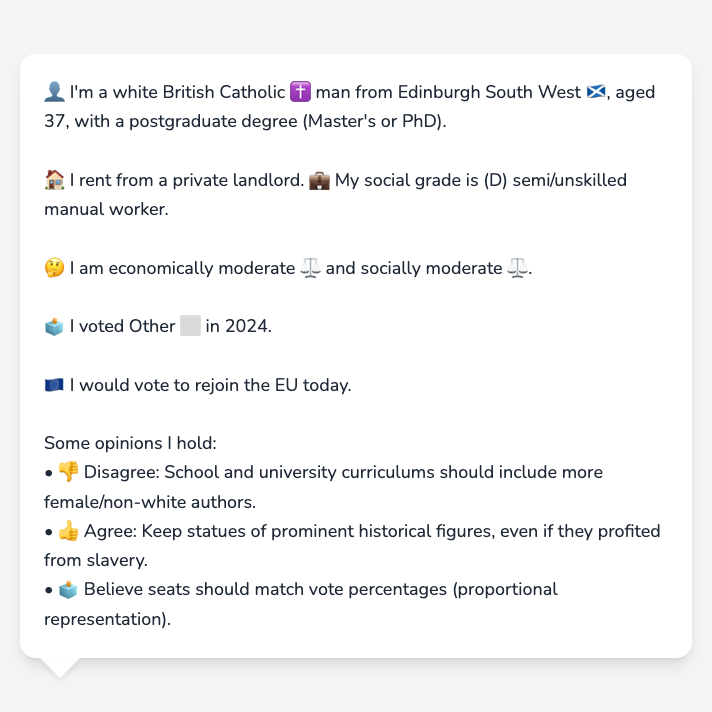 👤 I'm a white British Catholic ✝️ man from Edinburgh South West 🏴󠁧󠁢󠁳󠁣󠁴󠁿, aged
37, with a postgraduate degree (Master's or PhD).
🏠 I rent from a private landlord. 💼 My social grade is (D) semi/unskilled
manual worker.
🤔 I am economically moderate ⚖️ and socially moderate ⚖️.
🗳️ I voted Other ⬜ in 2024.
🇪🇺 I would vote to rejoin the EU today.
Some opinions I hold:
• 👎 Disagree: School and university curriculums should include more
female/non-white authors.
• 👍 Agree: Keep statues of prominent historical figures, even if they profited
from slavery.
• 🗳️ Believe seats should match vote percentages (proportional
representation).